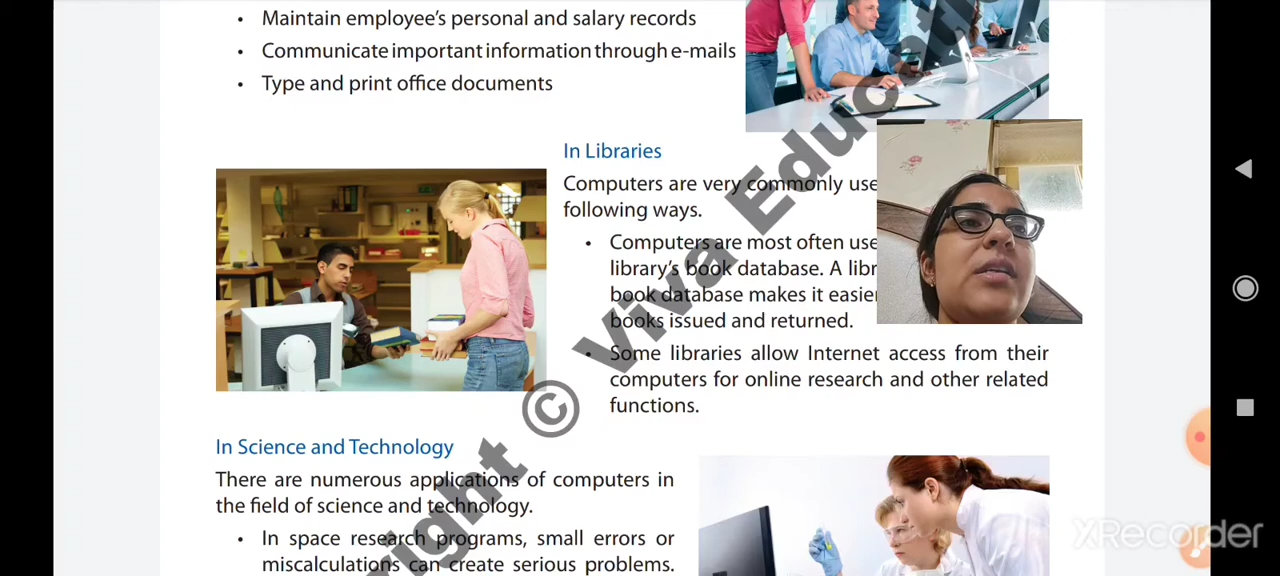 • Maintain employee's personal and salary records
• Communicate important information through e-mails
• Type and print office documents
In Libraries
Computers are very commonly use
following ways.
• Computers are most often use
library's book database. A libr
book database makes it easier
books issued and returned.
• Some libraries allow Internet access from their
computers for online research and other related
functions.
In Science and Technology
There are numerous applications of computers in
the field of science and technology.
• In space research programs, small errors or
miscalculations can create serious problems.
right © Viva Educati
XRecorder